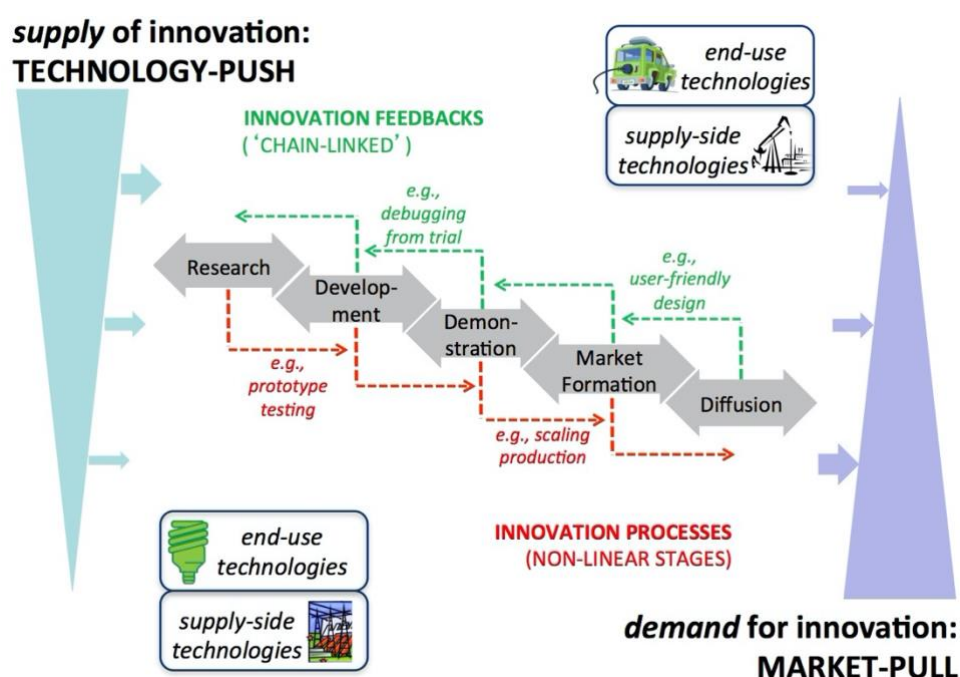 supply of innovation:
TECHNOLOGY-PUSH
end-use
technologies
supply-side
technologies
INNOVATION FEEDBACKS
(‘CHAIN-LINKED’)
e.g.,
debugging
from trial
e.g.,
user-friendly
design
Research
Develop-
ment
Demon-
stration
Market
Formation
Diffusion
e.g.,
prototype
testing
e.g., scaling
production
INNOVATION PROCESSES
(NON-LINEAR STAGES)
end-use
technologies
supply-side
technologies
demand for innovation:
MARKET-PULL